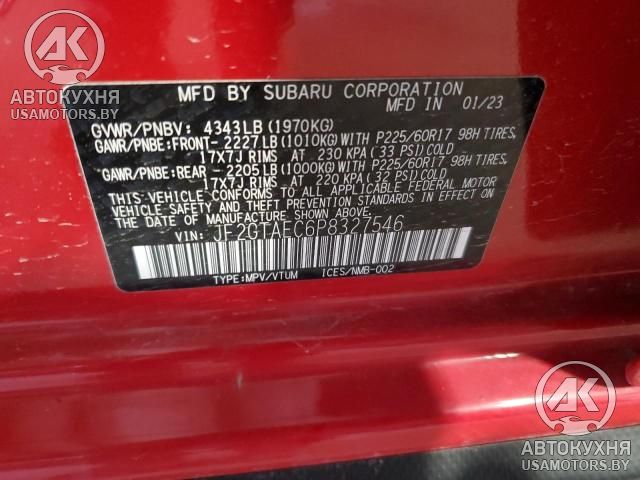 АВТОКУХНЯ
USAMOTORS.BY
MFD BY SUBARU CORPORATION
MFD IN 01/23
GVWR/PNBV: 4343LB(1970KG)
GAWR/PNBE:FRONT-2227LB(1010KG)WITH P225/60R17 98H TIRES,
17X7J RIMS AT 230 KPA(33 PSI)COLD
GAWR/PNBE:REAR - 2205LB(1000KG)WITH P225/60R17 98H TIRES,
17X7J RIMS AT 220 KPA(32 PSI)COLD
THIS VEHICLE CONFORMS TO ALL APPLICABLE FEDERAL MOTOR
VEHICLE SAFETY AND THEFT PREVENTION STANDARDS IN EFFECT ON
THE DATE OF MANUFACTURE SHOWN ABOVE.
VIN: JF2GTAEC6P8327546
TYPE:MPV/VTUM ICES/NMB-002
АК
АВТОКУХНЯ
USAMOTORS.BY